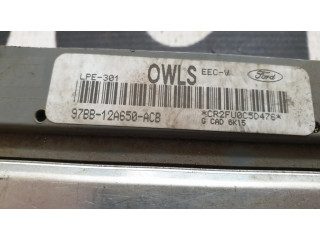 LPE-301 OWLS EEC-V Ford
97BB-12A650-ACB *CR2FU0C5D476*
G CAD 6K15